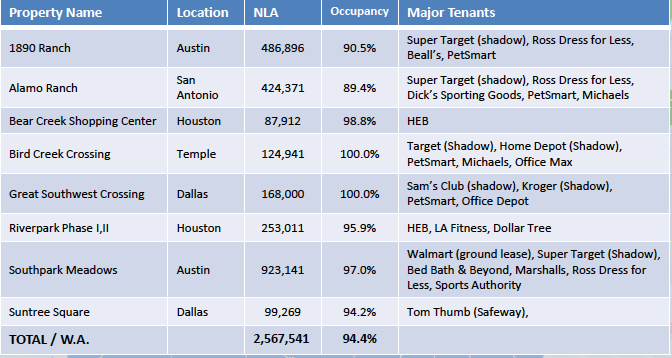 Property Name Location NLA Occupancy Major Tenants
1890 Ranch Austin 486,896 90.5% Super Target (shadow), Ross Dress for Less,
Beall's, PetSmart
Alamo Ranch San Antonio 424,371 89.4% Super Target (shadow), Ross Dress for Less,
Dick's Sporting Goods, PetSmart, Michaels
Bear Creek Shopping Center Houston 87,912 98.8% HEB
Bird Creek Crossing Temple 124,941 100.0% Target (Shadow), Home Depot (Shadow),
PetSmart, Michaels, Office Max
Great Southwest Crossing Dallas 168,000 100.0% Sam's Club (shadow), Kroger (Shadow),
PetSmart, Office Depot
Riverpark Phase I,II Houston 253,011 95.9% HEB, LA Fitness, Dollar Tree
Southpark Meadows Austin 923,141 97.0% Walmart (ground lease), Super Target (Shadow),
Bed Bath & Beyond, Marshalls, Ross Dress for
Less, Sports Authority
Suntree Square Dallas 99,269 94.2% Tom Thumb (Safeway),
TOTAL / W.A. 2,567,541 94.4%